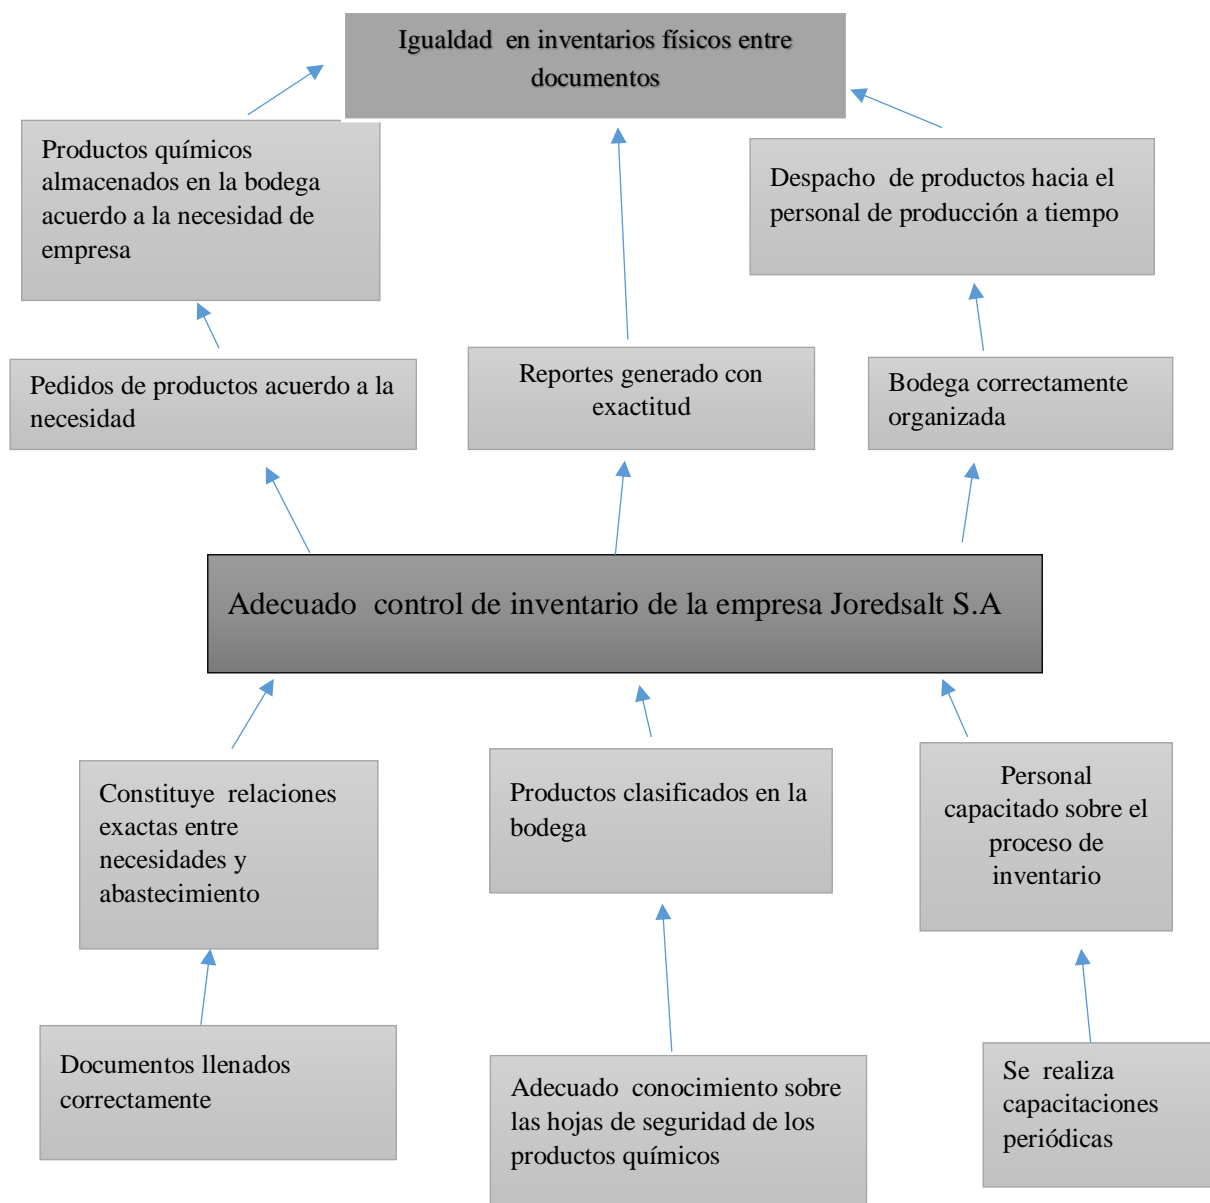 Igualdad  en inventarios físicos entre
documentos
Productos químicos
almacenados en la bodega
acuerdo a la necesidad de
empresa
Despacho  de productos hacia el
personal de producción a tiempo
Pedidos de productos acuerdo a la
necesidad
Reportes generado con
exactitud
Bodega correctamente
organizada
Adecuado  control de inventario de la empresa Joredsalt S.A
Constituye  relaciones
exactas entre
necesidades y
abastecimiento
Productos clasificados en la
bodega
Personal
capacitado sobre el
proceso de
inventario
Documentos llenados
correctamente
Adecuado  conocimiento sobre
las hojas de seguridad de los
productos químicos
Se  realiza
capacitaciones
periódicas